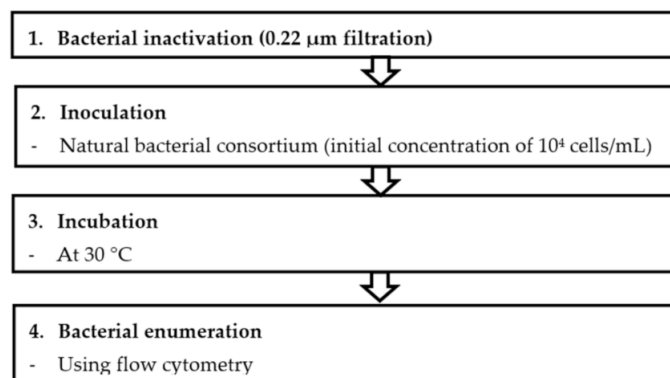 1. Bacterial inactivation (0.22 µm filtration)
2. Inoculation
- Natural bacterial consortium (initial concentration of 10⁴ cells/mL)
3. Incubation
- At 30 °C
4. Bacterial enumeration
- Using flow cytometry